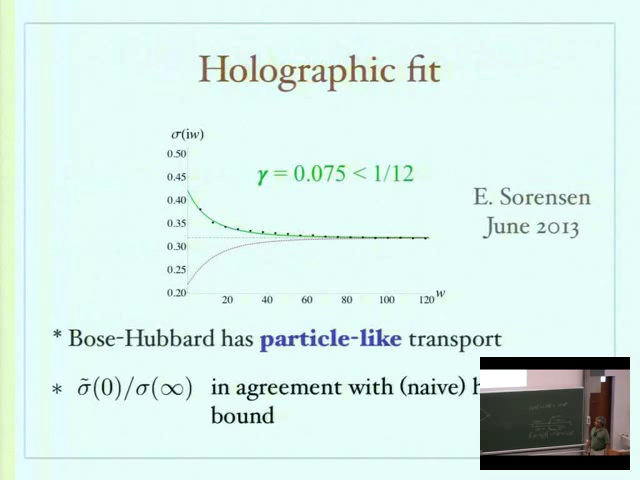 Holographic fit
σ(iw)
0.50
0.45
0.40
0.35
0.30
0.25
0.20
20 40 60 80 100 120 w
γ = 0.075 < 1/12
E. Sorensen
June 2013
* Bose-Hubbard has particle-like transport
* σ̃(0)/σ(∞) in agreement with (naive)
bound